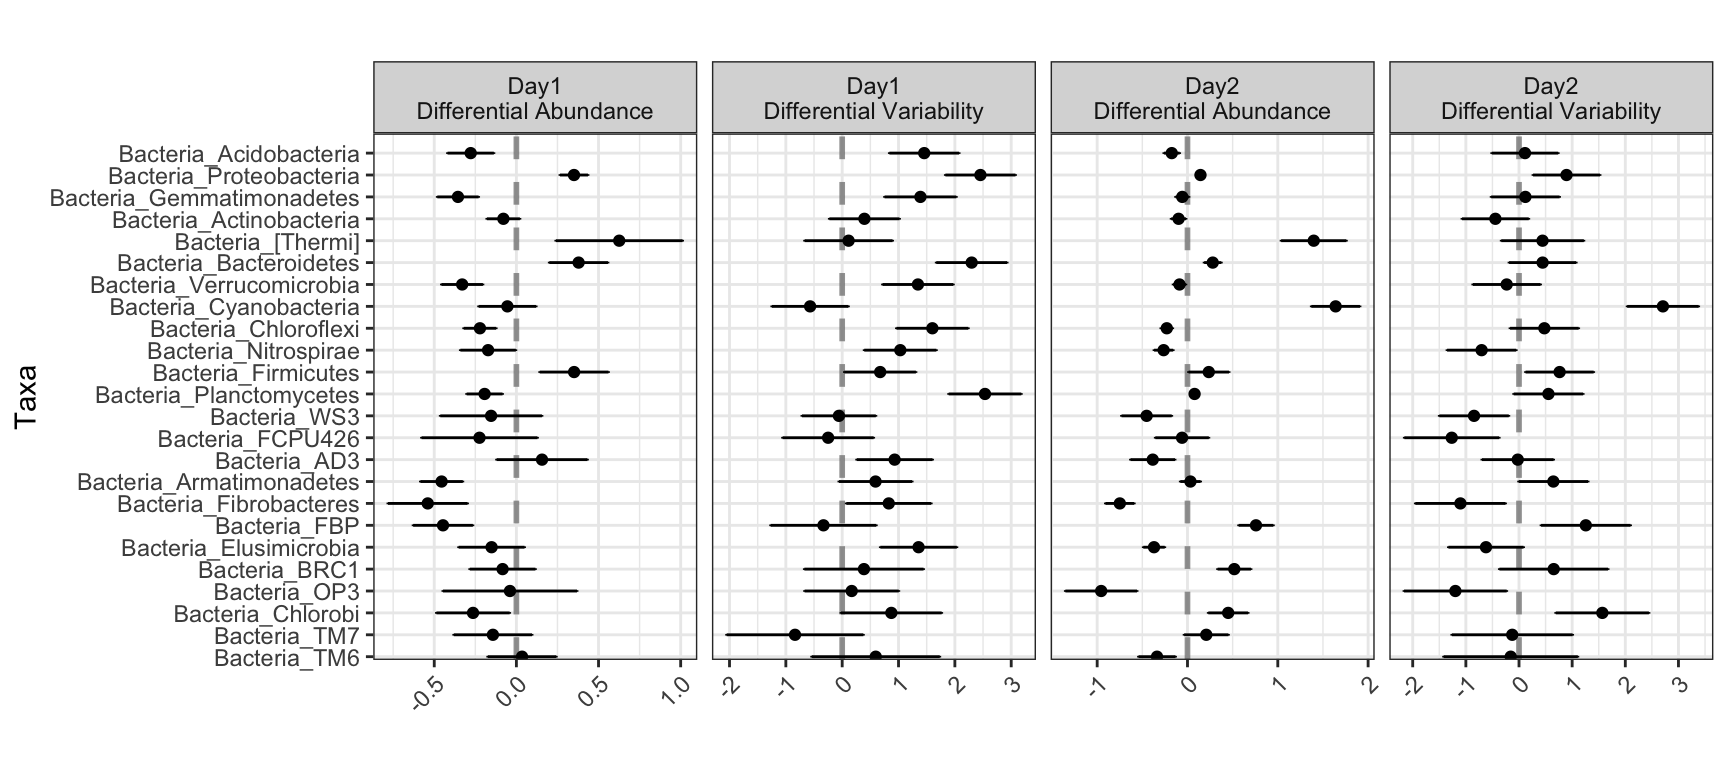 Day1
Differential Abundance
Day1
Differential Variability
Day2
Differential Abundance
Day2
Differential Variability
Taxa
Bacteria_Acidobacteria
Bacteria_Proteobacteria
Bacteria_Gemmatimonadetes
Bacteria_Actinobacteria
Bacteria_[Thermi]
Bacteria_Bacteroidetes
Bacteria_Verrucomicrobia
Bacteria_Cyanobacteria
Bacteria_Chloroflexi
Bacteria_Nitrospirae
Bacteria_Firmicutes
Bacteria_Planctomycetes
Bacteria_WS3
Bacteria_FCPU426
Bacteria_AD3
Bacteria_Armatimonadetes
Bacteria_Fibrobacteres
Bacteria_FBP
Bacteria_Elusimicrobia
Bacteria_BRC1
Bacteria_OP3
Bacteria_Chlorobi
Bacteria_TM7
Bacteria_TM6
-0.5 0.0 0.5 1.0
-2 -1 0 1 2 3
-1 0 1 2
-2 -1 0 1 2 3